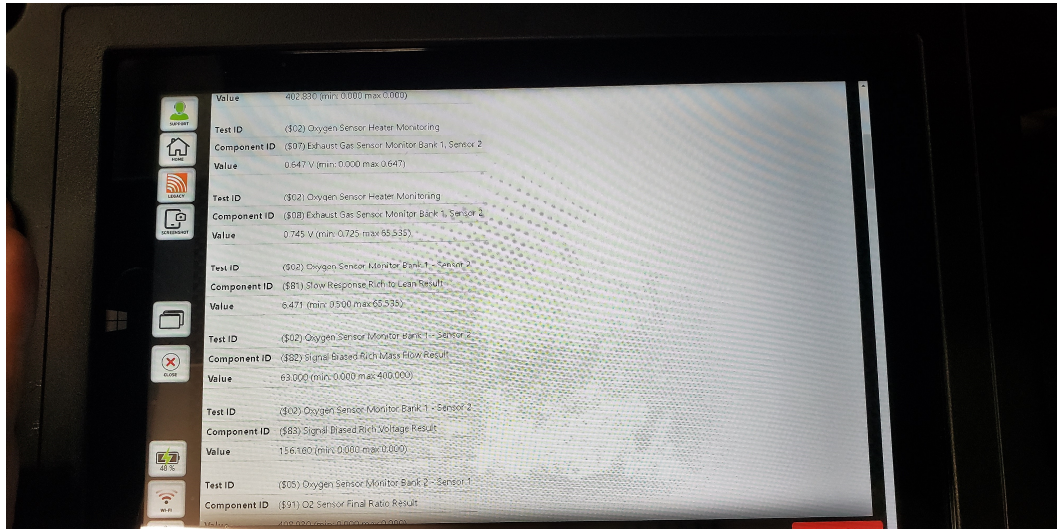 Value 402.830 (min: 0.000 max 0.000)
SUPPORT
Test ID ($02) Oxygen Sensor Heater Monitoring
HOME
Component ID ($07) Exhaust Gas Sensor Monitor Bank 1, Sensor 2
Value 0.647 V (min: 0.000 max 0.647)
LEGACY
Test ID ($02) Oxygen Sensor Heater Monitoring
Component ID ($08) Exhaust Gas Sensor Monitor Bank 1, Sensor 2
SCREENSHOT
Value 0.745 V (min: 0.725 max 65.535)
Test ID ($02) Oxygen Sensor Monitor Bank 1 - Sensor 2
Component ID ($81) Slow Response Rich to Lean Result
Value 6.471 (min: 0.500 max 65.535)
Test ID ($02) Oxygen Sensor Monitor Bank 1 - Sensor 2
Component ID ($82) Signal Biased Rich Mass Flow Result
CLOSE
Value 63.000 (min: 0.000 max 400.000)
Test ID ($02) Oxygen Sensor Monitor Bank 1 - Sensor 2
Component ID ($83) Signal Biased Rich Voltage Result
Value 156.160 (min: 0.000 max 0.000)
48 %
Test ID ($05) Oxygen Sensor Monitor Bank 2 - Sensor 1
Component ID ($91) O2 Sensor Final Ratio Result
WI-FI
Value